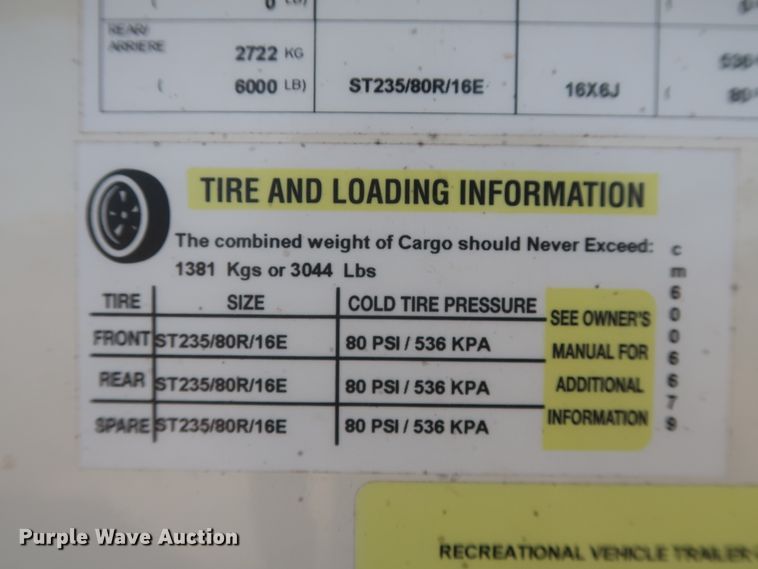 REAR/
ARRIERE
2722 KG
( 6000 LB) ST235/80R/16E 16X6J
536
( 80
TIRE AND LOADING INFORMATION
The combined weight of Cargo should Never Exceed:
1381 Kgs or 3044 Lbs
TIRE SIZE COLD TIRE PRESSURE
FRONT ST235/80R/16E 80 PSI / 536 KPA
REAR ST235/80R/16E 80 PSI / 536 KPA
SPARE ST235/80R/16E 80 PSI / 536 KPA
SEE OWNER'S
MANUAL FOR
ADDITIONAL
INFORMATION
cm6006679
RECREATIONAL VEHICLE TRAILER
Purple Wave Auction